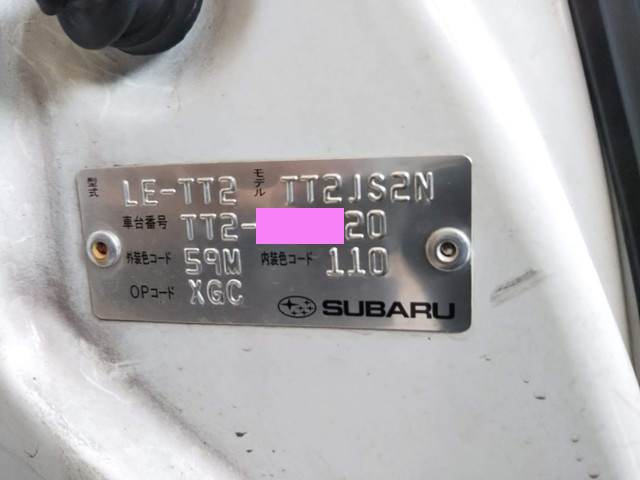 型式 LE-TT2 モデル TT2JS2N
車台番号 TT2- 20
外装色コード 59M 内装色コード 110
OPコード XGC
SUBARU